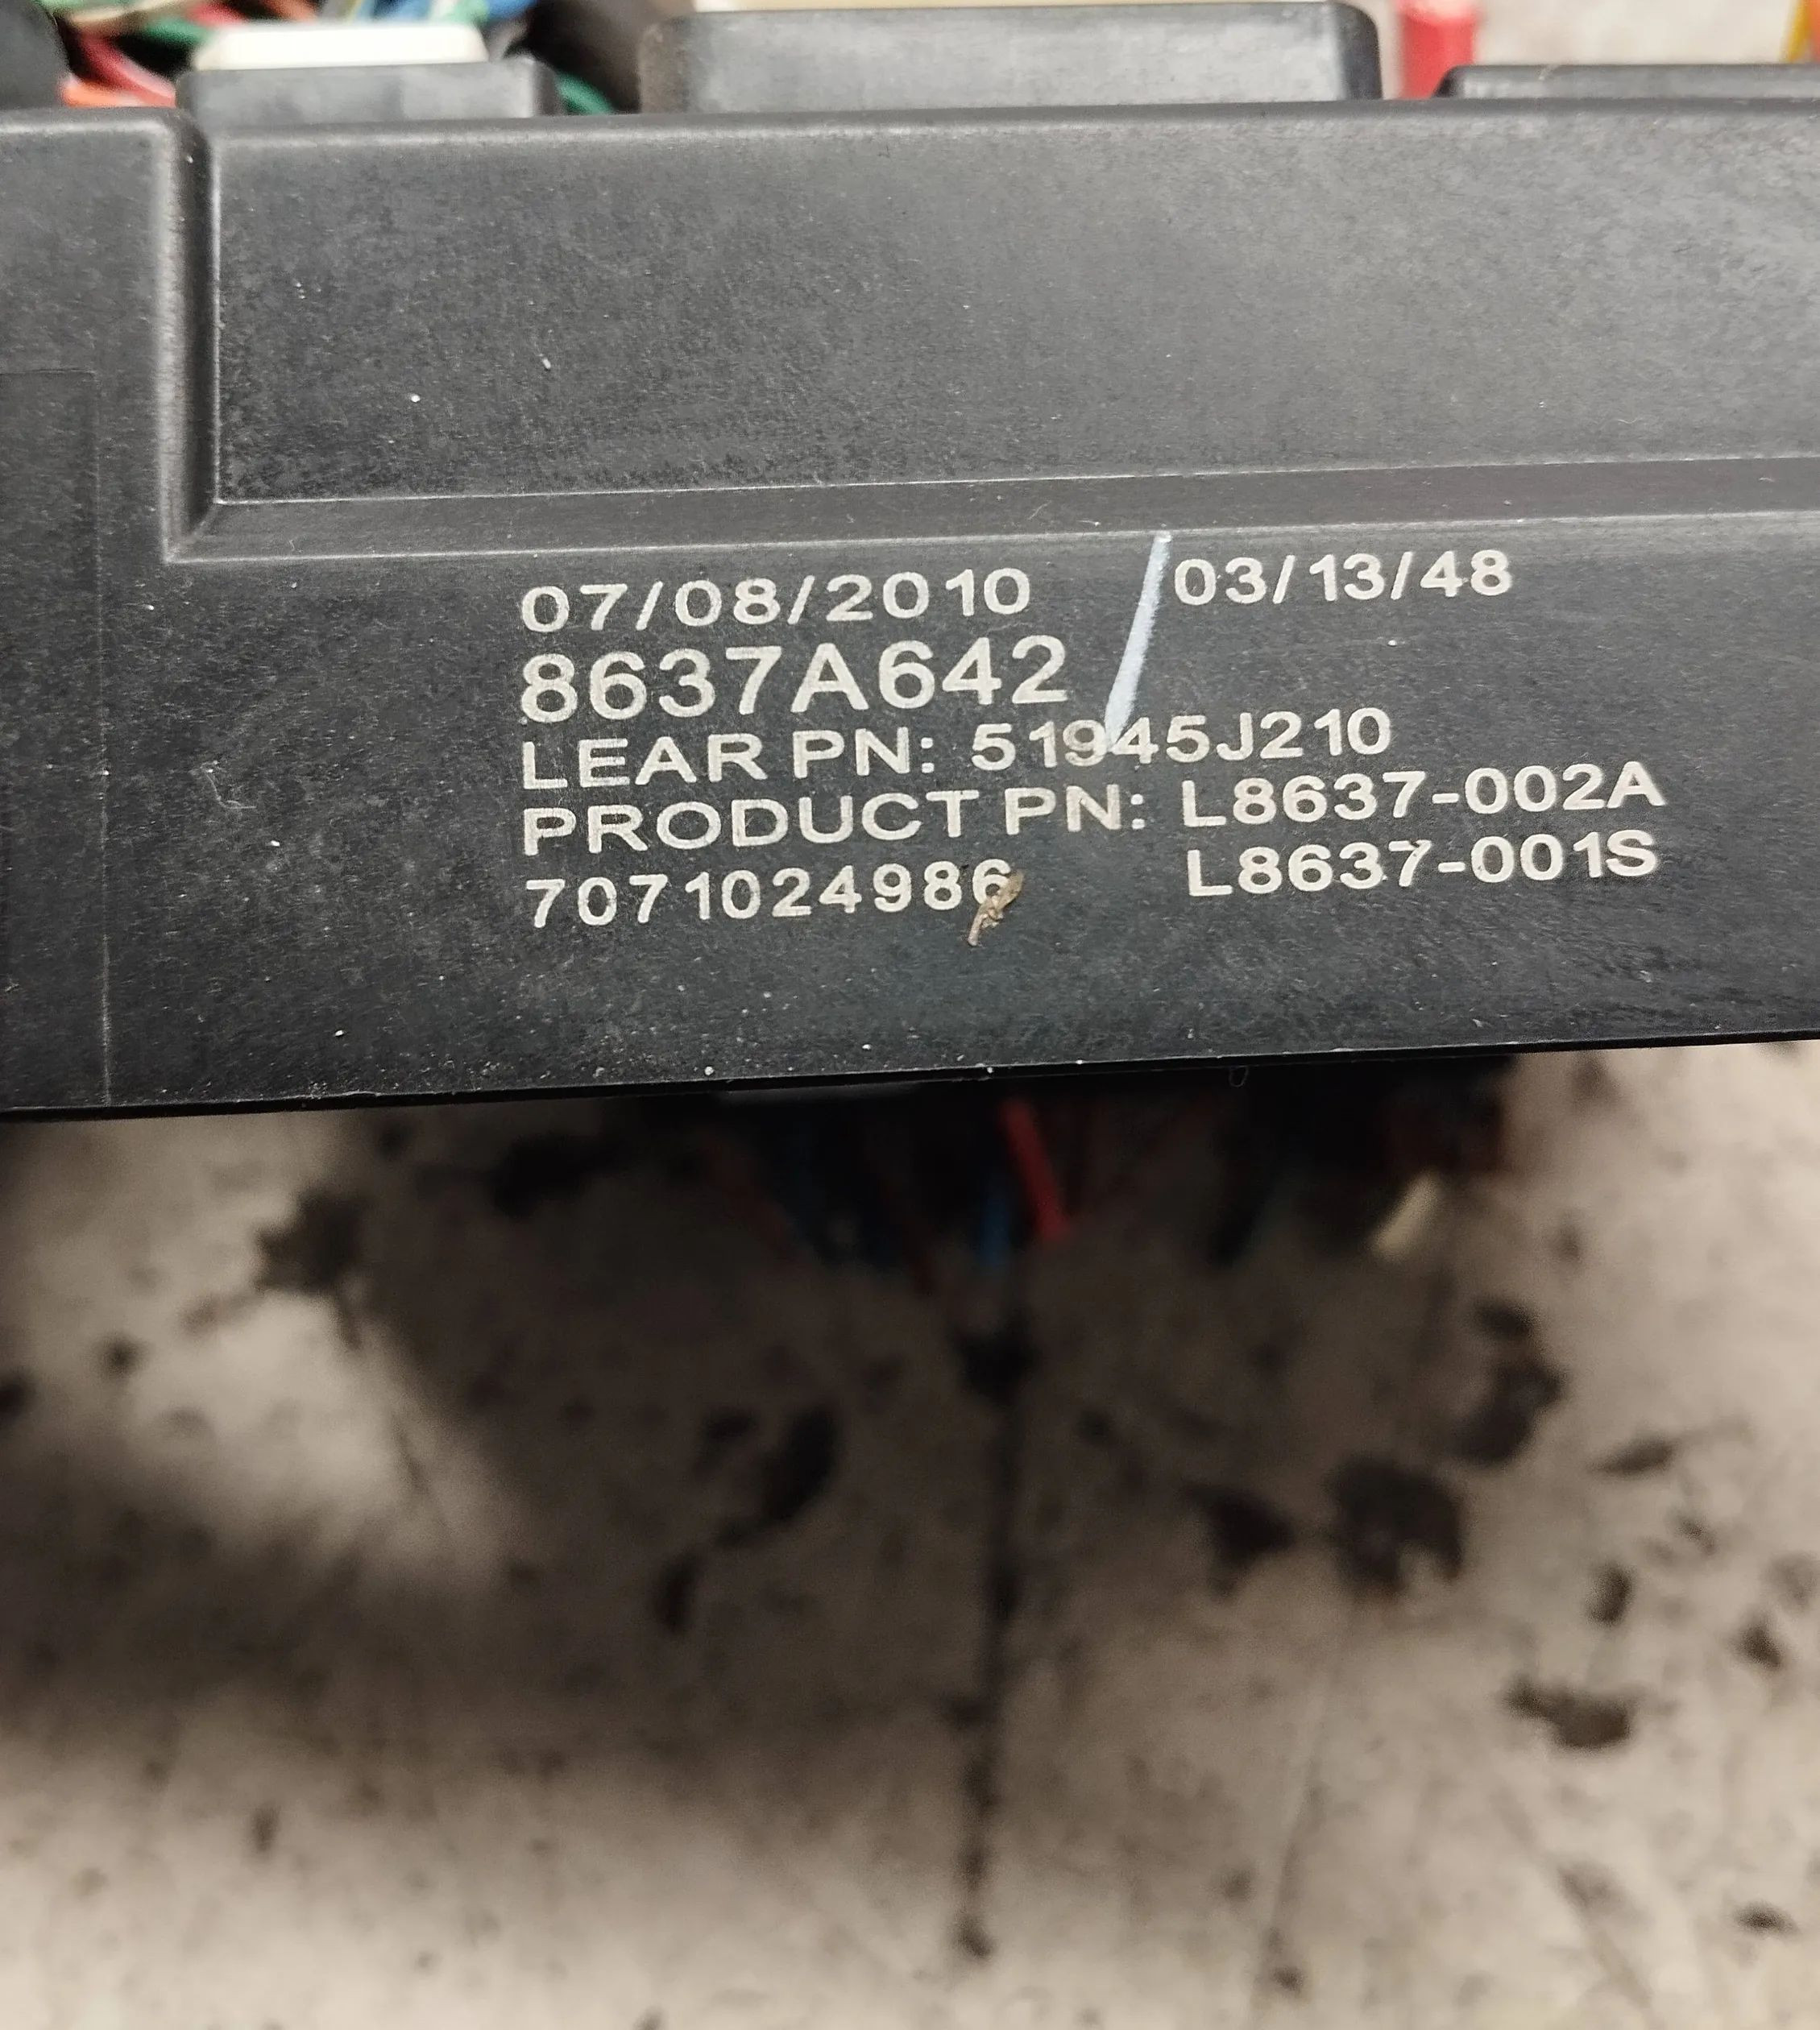 07/08/2010 03/13/48
8637A642
LEAR PN: 51945J210
PRODUCT PN: L8637-002A
7071024986 L8637-001S